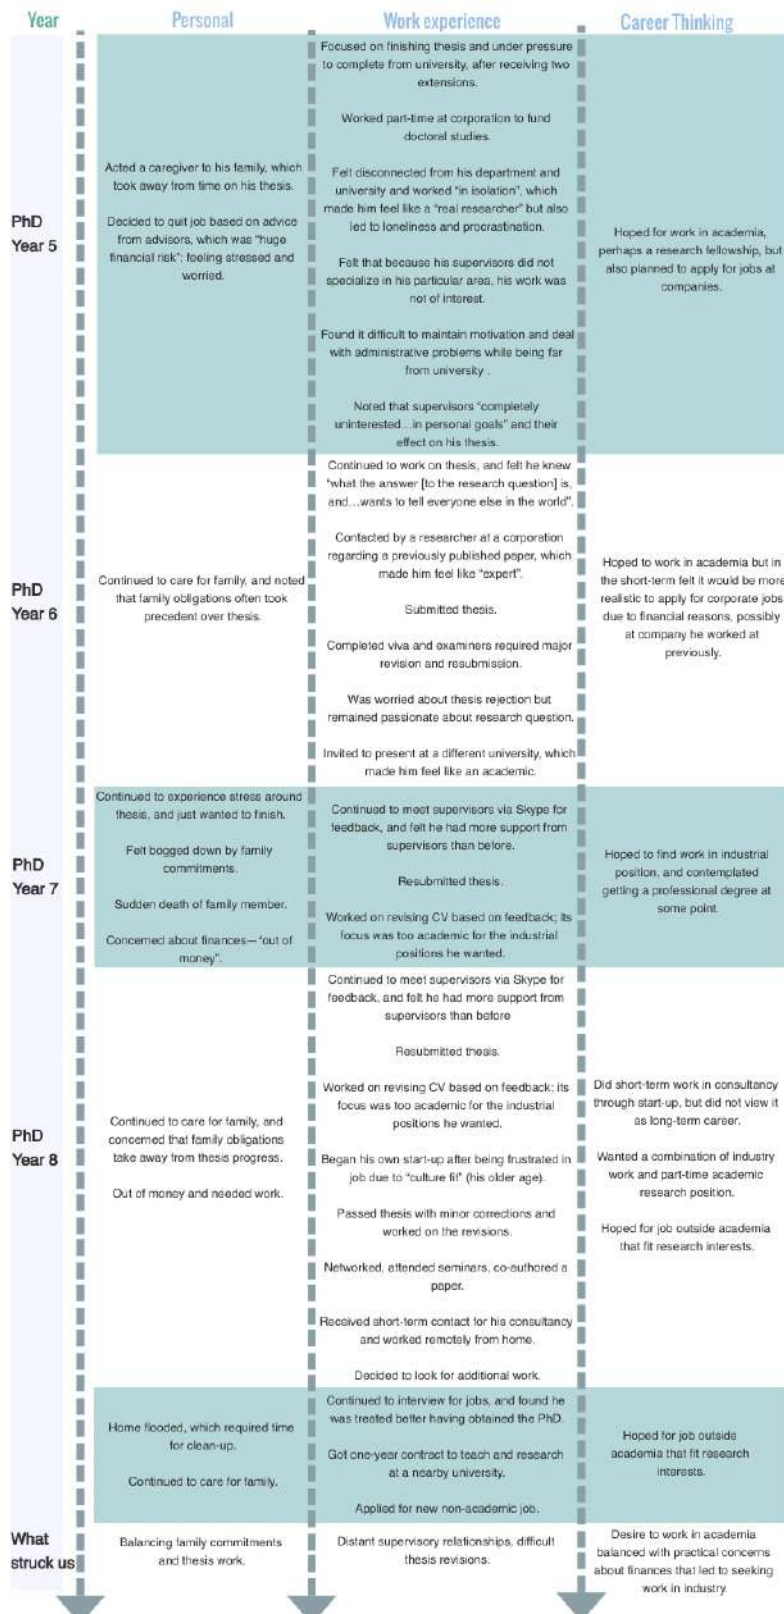 Year
Personal
Work experience
Career Thinking
PhD
Year 5
Acted a caregiver to his family, which
took away from time on his thesis.
Decided to quit job based on advice
from advisors, which was “huge
financial risk”; feeling stressed and
worried.
Focused on finishing thesis and under pressure
to complete from university, after receiving two
extensions.
Worked part-time at corporation to fund
doctoral studies.
Felt disconnected from his department and
university and worked “in isolation”, which
made him feel like a “real researcher” but also
led to loneliness and procrastination.
Felt that because his supervisors did not
specialize in his particular area, his work was
not of interest.
Found it difficult to maintain motivation and deal
with administrative problems while being far
from university .
Noted that supervisors “completely
uninterested…in personal goals” and their
effect on his thesis.
Hoped for work in academia,
perhaps a research fellowship, but
also planned to apply for jobs at
companies.
PhD
Year 6
Continued to care for family, and noted
that family obligations often took
precedent over thesis.
Continued to work on thesis, and felt he knew
“what the answer [to the research question] is,
and…wants to tell everyone else in the world”.
Contacted by a researcher at a corporation
regarding a previously published paper, which
made him feel like “expert”.
Submitted thesis.
Completed viva and examiners required major
revision and resubmission.
Was worried about thesis rejection but
remained passionate about research question.
Invited to present at a different university, which
made him feel like an academic.
Hoped to work in academia but in
the short-term felt it would be more
realistic to apply for corporate jobs
due to financial reasons, possibly
at company he worked at
previously.
PhD
Year 7
Continued to experience stress around
thesis, and just wanted to finish.
Felt bogged down by family
commitments.
Sudden death of family member.
Concerned about finances—“out of
money”.
Continued to meet supervisors via Skype for
feedback, and felt he had more support from
supervisors than before.
Resubmitted thesis.
Worked on revising CV based on feedback; its
focus was too academic for the industrial
positions he wanted.
Hoped to find work in industrial
position, and contemplated
getting a professional degree at
some point.
PhD
Year 8
Continued to care for family, and
concerned that family obligations
take away from thesis progress.
Out of money and needed work.
Continued to meet supervisors via Skype for
feedback, and felt he had more support from
supervisors than before
Resubmitted thesis.
Worked on revising CV based on feedback; its
focus was too academic for the industrial
positions he wanted.
Began his own start-up after being frustrated in
job due to “culture fit” (his older age).
Passed thesis with minor corrections and
worked on the revisions.
Networked, attended seminars, co-authored a
paper.
Received short-term contact for his consultancy
and worked remotely from home.
Decided to look for additional work.
Did short-term work in consultancy
through start-up, but did not view it
as long-term career.
Wanted a combination of industry
work and part-time academic
research position.
Hoped for job outside academia
that fit research interests.
Home flooded, which required time
for clean-up.
Continued to care for family.
Continued to interview for jobs, and found he
was treated better having obtained the PhD.
Got one-year contract to teach and research
at a nearby university.
Applied for new non-academic job.
Hoped for job outside
academia that fit research
interests.
What
struck us
Balancing family commitments
and thesis work.
Distant supervisory relationships, difficult
thesis revisions.
Desire to work in academia
balanced with practical concerns
about finances that led to seeking
work in industry.